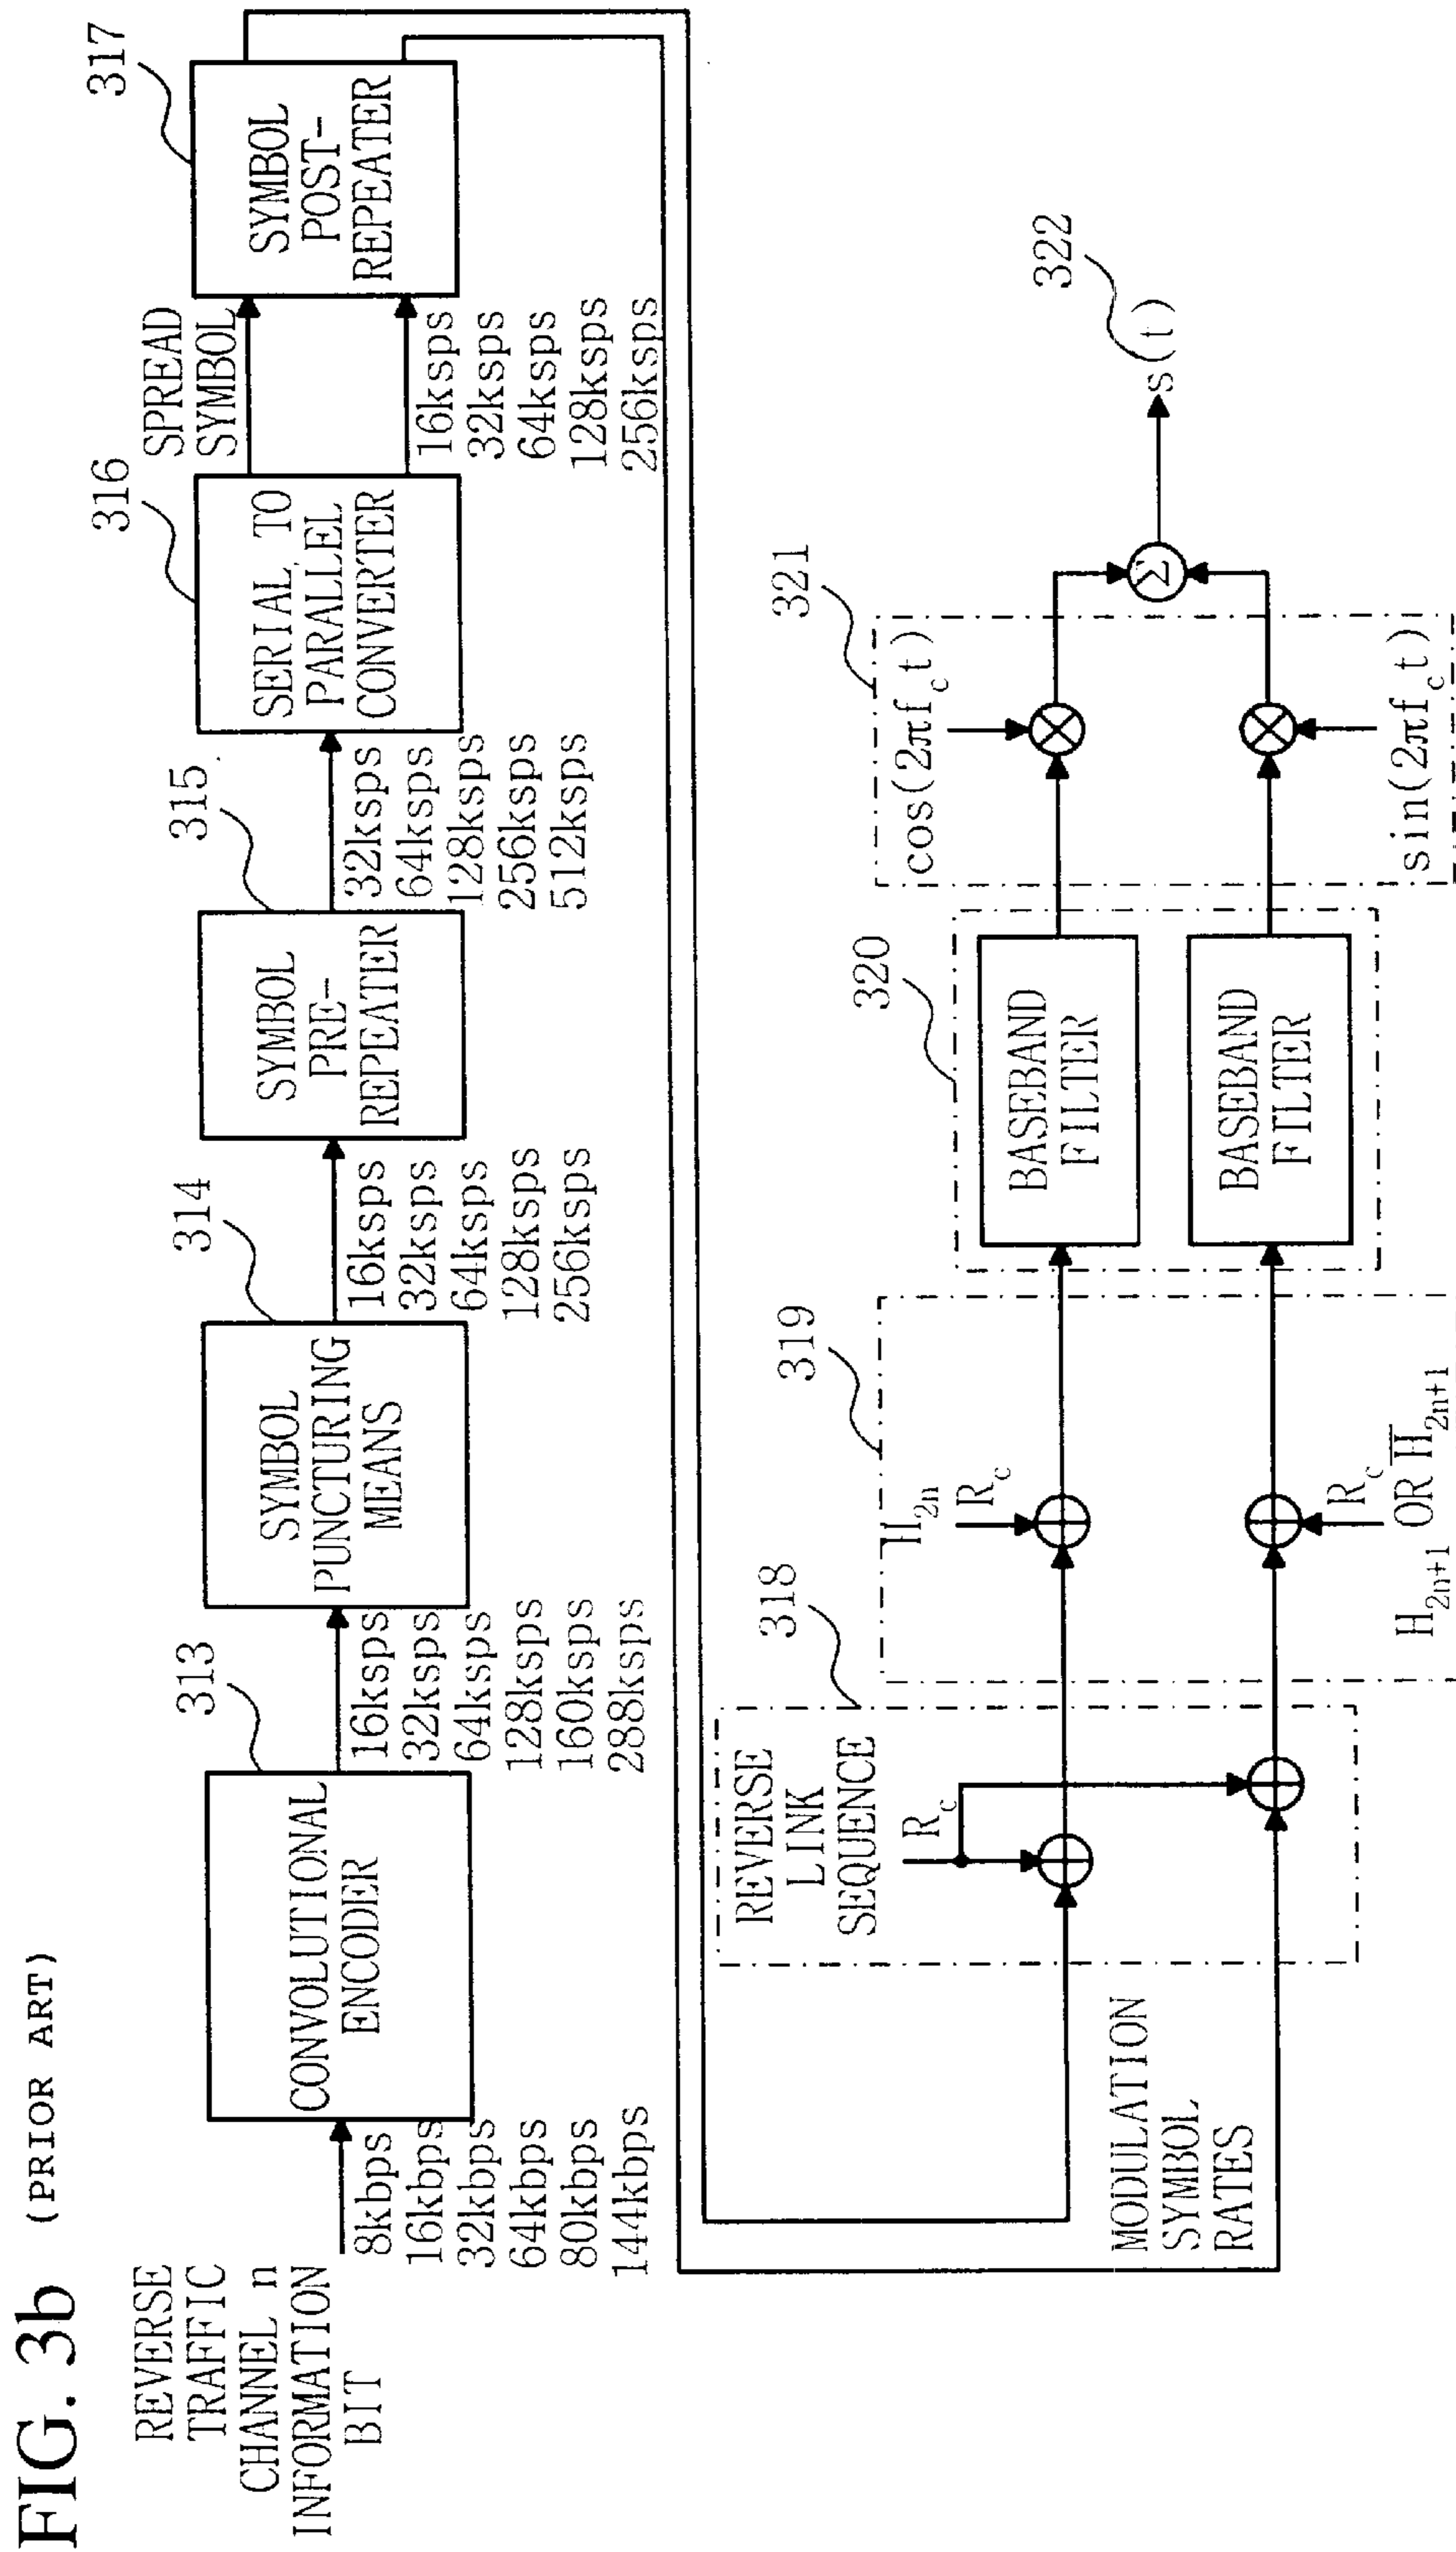 FIG. 3b (PRIOR ART)
REVERSE
TRAFFIC
CHANNEL n
INFORMATION
BIT
8kbps
16kbps
32kbps
64kbps
80kbps
144kbps
313
CONVOLUTIONAL
ENCODER
16ksps
32ksps
64ksps
128ksps
160ksps
288ksps
314
SYMBOL
PUNCTURING
MEANS
16ksps
32ksps
64ksps
128ksps
256ksps
315
SYMBOL
PRE-
REPEATER
32ksps
64ksps
128ksps
256ksps
512ksps
316
SERIAL TO
PARALLEL
CONVERTER
SPREAD
SYMBOL
16ksps
32ksps
64ksps
128ksps
256ksps
317
SYMBOL
POST-
REPEATER
MODULATION
SYMBOL
RATES
318
REVERSE
LINK
SEQUENCE
R_c
319
H_2n
R_c
R_c
H_2n+1 OR H̅_2n+1
320
BASEBAND
FILTER
BASEBAND
FILTER
321
cos(2πf_ct)
sin(2πf_ct)
Σ
322
s(t)